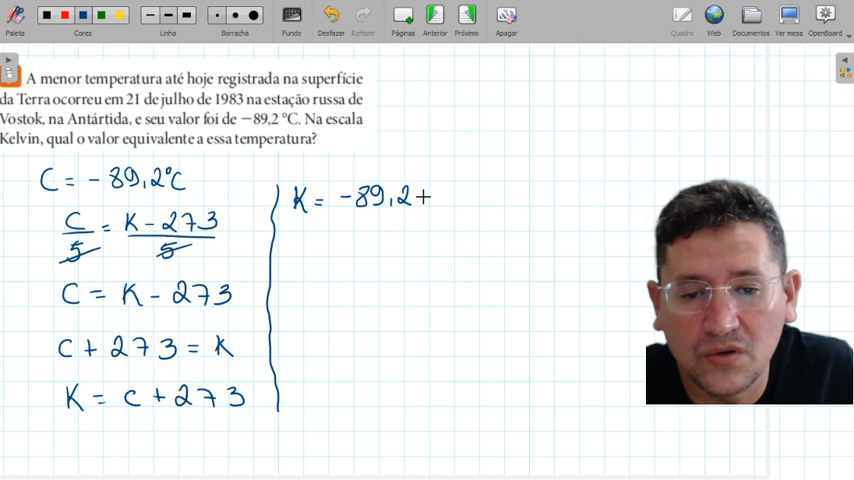 Paleta
Cores
Linha
Borracha
Fundo
Desfazer
Refazer
Páginas
Anterior
Próximo
Apagar
Quadro
Web
Documentos
Ver mesa
OpenBoard
A menor temperatura até hoje registrada na superfície
da Terra ocorreu em 21 de julho de 1983 na estação russa de
Vostok, na Antártida, e seu valor foi de −89,2 °C. Na escala
Kelvin, qual o valor equivalente a essa temperatura?
C = - 89,2°C
C/5 = K - 273/5
C = K - 273
C + 273 = K
K = C + 273
K = -89,2 +